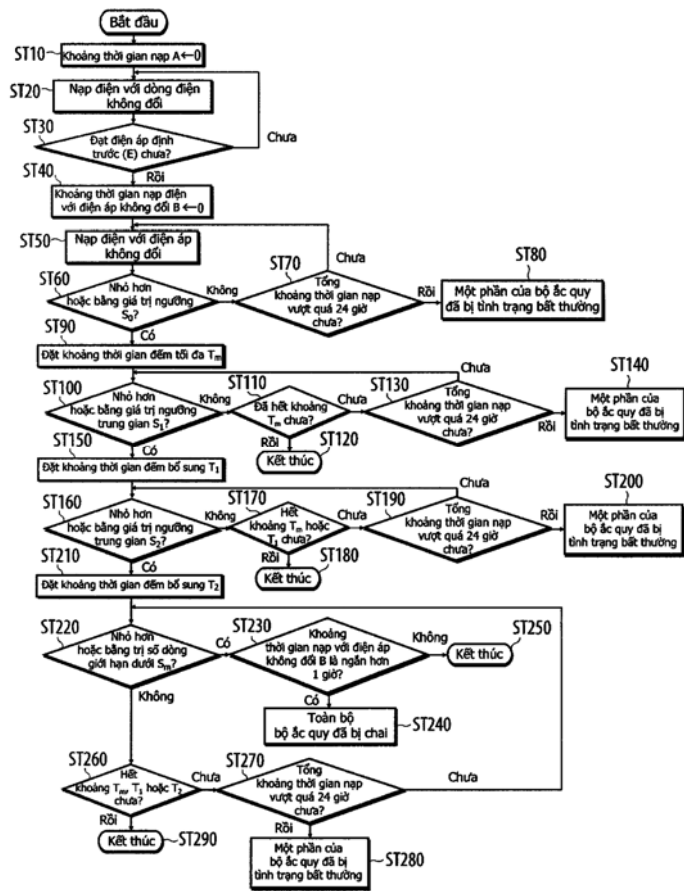 Bắt đầu
ST10
Khoảng thời gian nạp A←0
ST20
Nạp điện với dòng điện
không đổi
ST30
Đạt điện áp định
trước (E) chưa?
Chưa
Rồi
ST40
Khoảng thời gian nạp điện
với điện áp không đổi B ←0
ST50
Nạp điện với điện áp
không đổi
ST60
Nhỏ hơn
hoặc bằng giá trị ngưỡng
S0?
Không
Có
ST70
Tổng
khoảng thời gian nạp
vượt quá 24 giờ
chưa?
Chưa
Rồi
ST80
Một phần của bộ ắc quy
đã bị tình trạng bất thường
ST90
Đặt khoảng thời gian đếm tối đa Tm
ST100
Nhỏ hơn
hoặc bằng giá trị ngưỡng
trung gian S1?
Không
Có
ST110
Đã hết khoảng
Tm chưa?
Chưa
Rồi
ST120
Kết thúc
ST130
Tổng
khoảng thời gian nạp
vượt quá 24 giờ
chưa?
Chưa
Rồi
ST140
Một phần của
bộ ắc quy đã bị
tình trạng bất thường
ST150
Đặt khoảng thời gian đếm bổ sung T1
ST160
Nhỏ hơn
hoặc bằng giá trị ngưỡng
trung gian S2?
Không
Có
ST170
Hết
khoảng Tm hoặc
T1 chưa?
Chưa
Rồi
ST180
Kết thúc
ST190
Tổng
khoảng thời gian nạp
vượt quá 24 giờ
chưa?
Chưa
Rồi
ST200
Một phần của
bộ ắc quy đã bị
tình trạng bất thường
ST210
Đặt khoảng thời gian đếm bổ sung T2
ST220
Nhỏ hơn
hoặc bằng trị số dòng
giới hạn dưới Sm?
Có
Không
ST230
Khoảng
thời gian nạp với điện áp
không đổi B là ngắn hơn
1 giờ?
Không
Có
ST240
Toàn bộ
bộ ắc quy đã bị chai
ST250
Kết thúc
ST260
Hết
khoảng Tm, T1 hoặc T2
chưa?
Chưa
Rồi
ST270
Tổng
khoảng thời gian nạp
vượt quá 24 giờ
chưa?
Chưa
Rồi
ST280
Một phần của
bộ ắc quy đã bị
tình trạng bất thường
ST290
Kết thúc